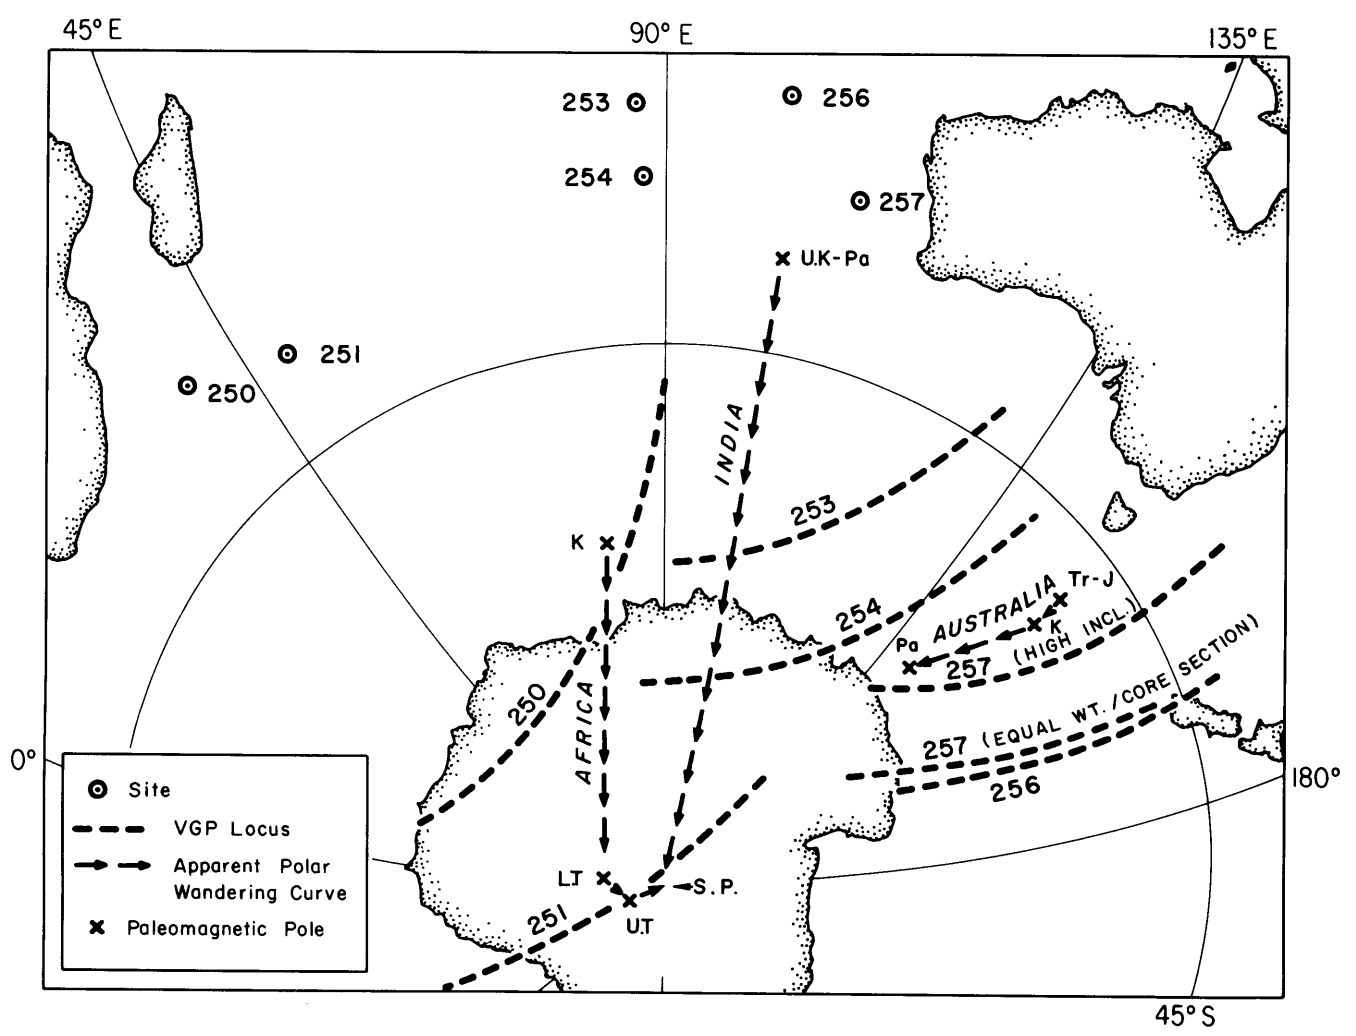 45° E
90° E
135° E
253
256
254
257
U.K-Pa
251
250
INDIA
253
K
Tr-J
AUSTRALIA
K
254
Pa
257 (HIGH INCL.)
250
AFRICA
257 (EQUAL WT./CORE SECTION)
256
0°
180°
Site
VGP Locus
Apparent Polar
Wandering Curve
Paleomagnetic Pole
L.T
S.P.
U.T
251
45° S